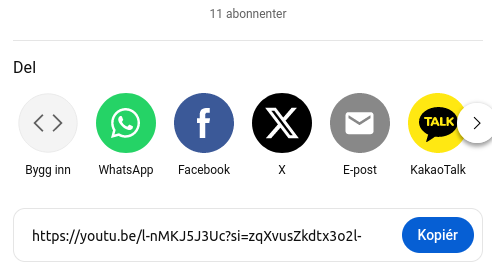 11 abonnenter
Del
TALK
Bygg inn
WhatsApp
Facebook
X
E-post
KakaoTalk
https://youtu.be/l-nMKJ5J3Uc?si=zqXvusZkdtx3o2l-
Kopiér